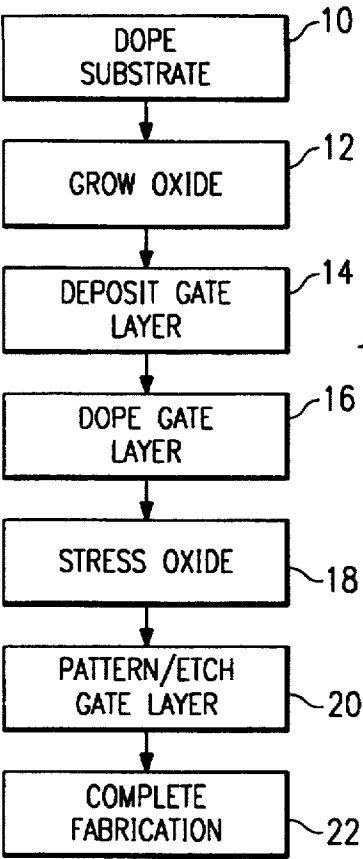 DOPE
SUBSTRATE
10
GROW OXIDE
12
DEPOSIT GATE
LAYER
14
DOPE GATE
LAYER
16
STRESS OXIDE
18
PATTERN/ETCH
GATE LAYER
20
COMPLETE
FABRICATION
22